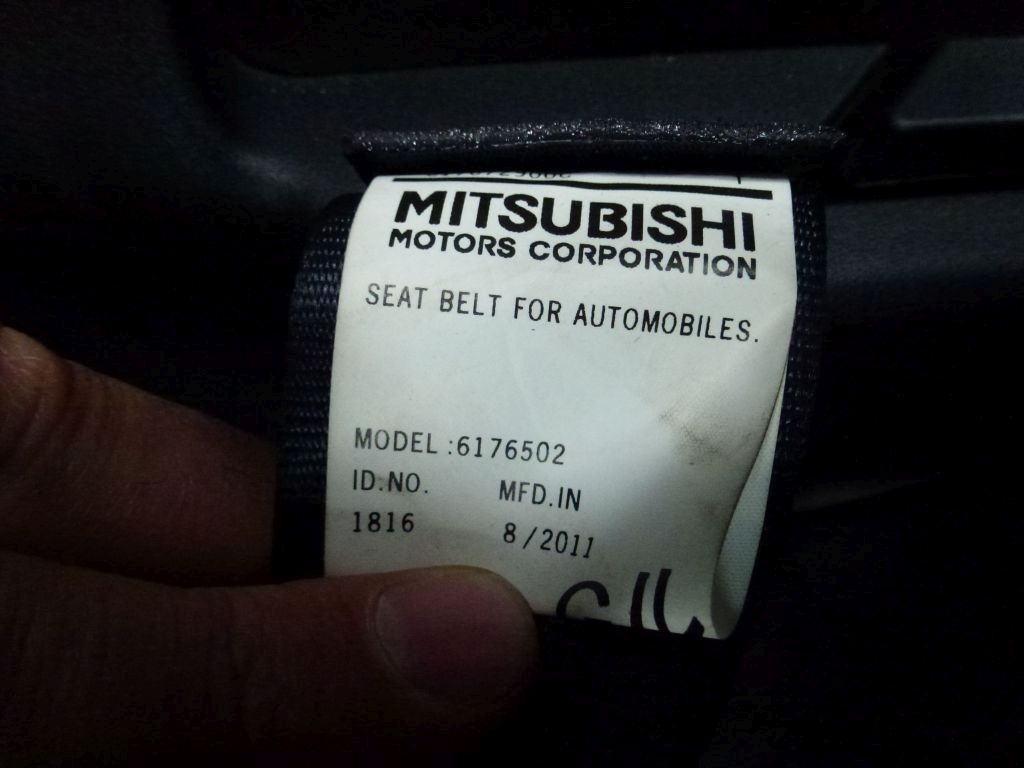 MITSUBISHI
MOTORS CORPORATION
SEAT BELT FOR AUTOMOBILES.
MODEL :6176502
ID.NO. MFD.IN
1816 8/2011